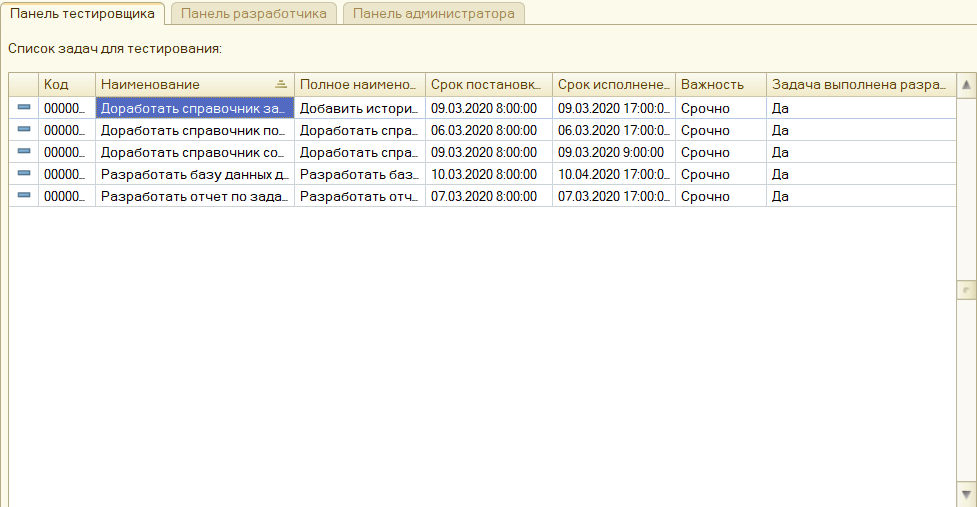 Панель тестировщика Панель разработчика Панель администратора
Список задач для тестирования:
Код Наименование Полное наимено... Срок постановк... Срок исполнене... Важность Задача выполнена разра...
00000... Доработать справочник за... Добавить истори... 09.03.2020 8:00:00 09.03.2020 17:00:0... Срочно Да
00000... Доработать справочник по... Доработать спра... 06.03.2020 8:00:00 06.03.2020 17:00:0... Срочно Да
00000... Доработать справочник со... Доработать спра... 09.03.2020 8:00:00 09.03.2020 9:00:00 Срочно Да
00000... Разработать базу данных д... Разработать баз... 10.03.2020 8:00:00 10.04.2020 17:00:0... Срочно Да
00000... Разработать отчет по зада... Разработать отч... 07.03.2020 8:00:00 07.03.2020 17:00:0... Срочно Да